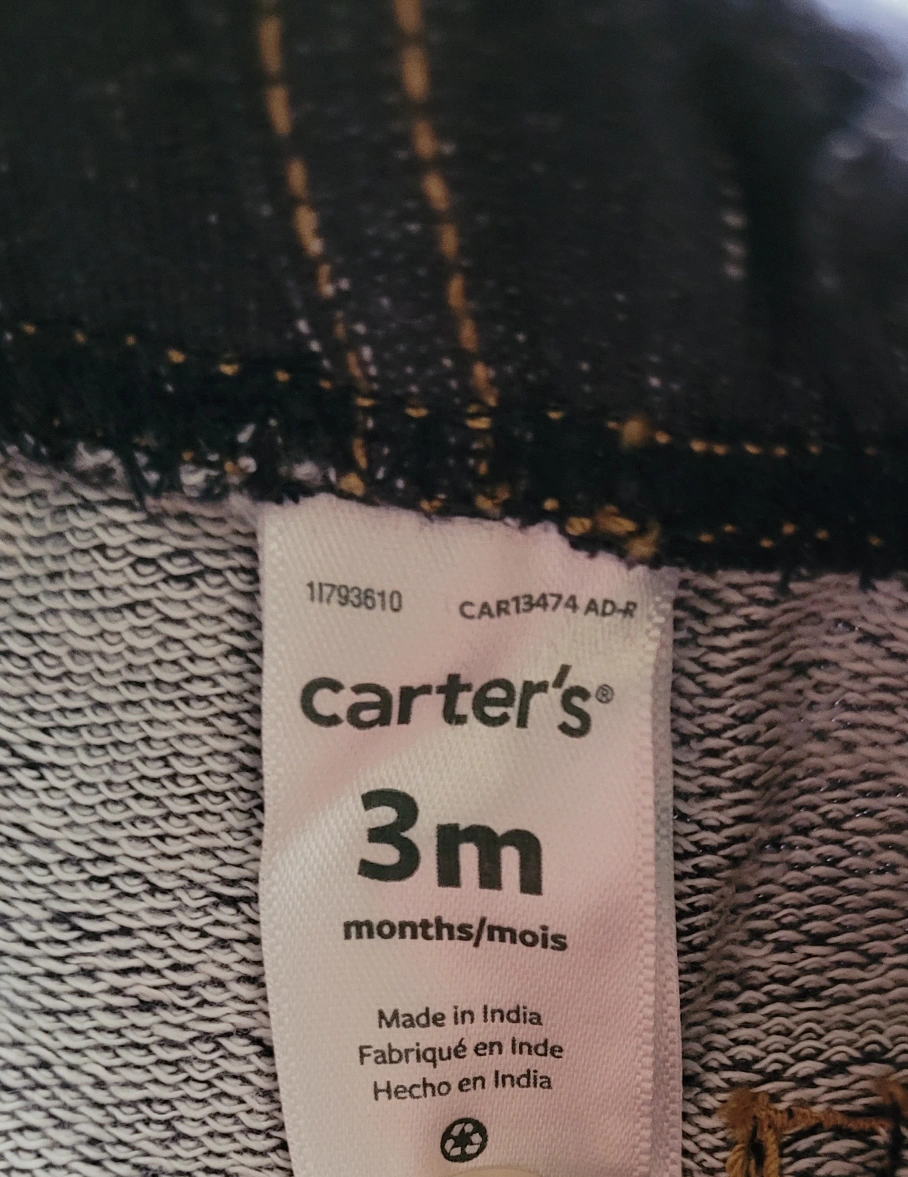 1I793610 CAR13474 AD-R
carter's®
3m
months/mois
Made in India
Fabriqué en Inde
Hecho en India